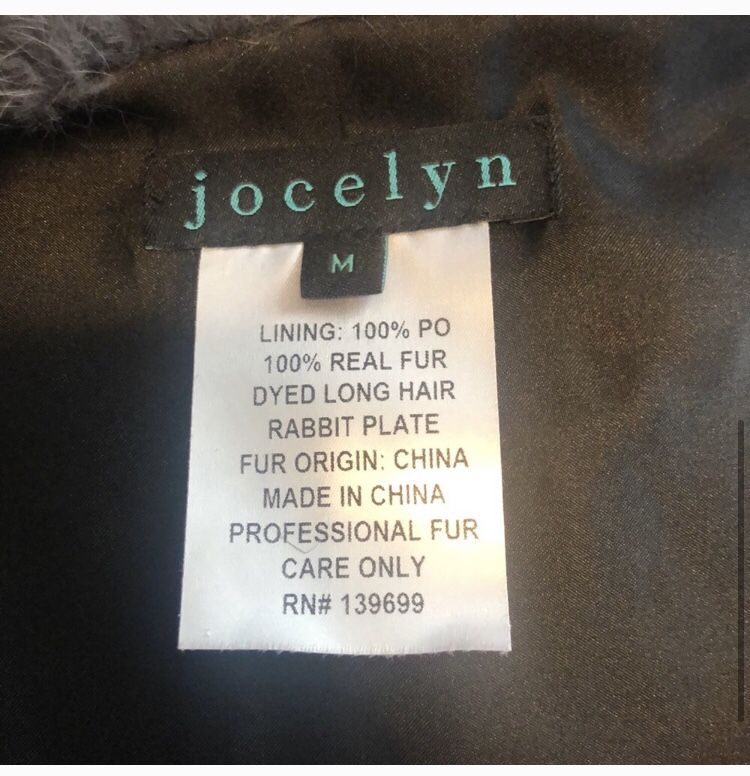 jocelyn
M
LINING: 100% PO
100% REAL FUR
DYED LONG HAIR
RABBIT PLATE
FUR ORIGIN: CHINA
MADE IN CHINA
PROFESSIONAL FUR
CARE ONLY
RN# 139699